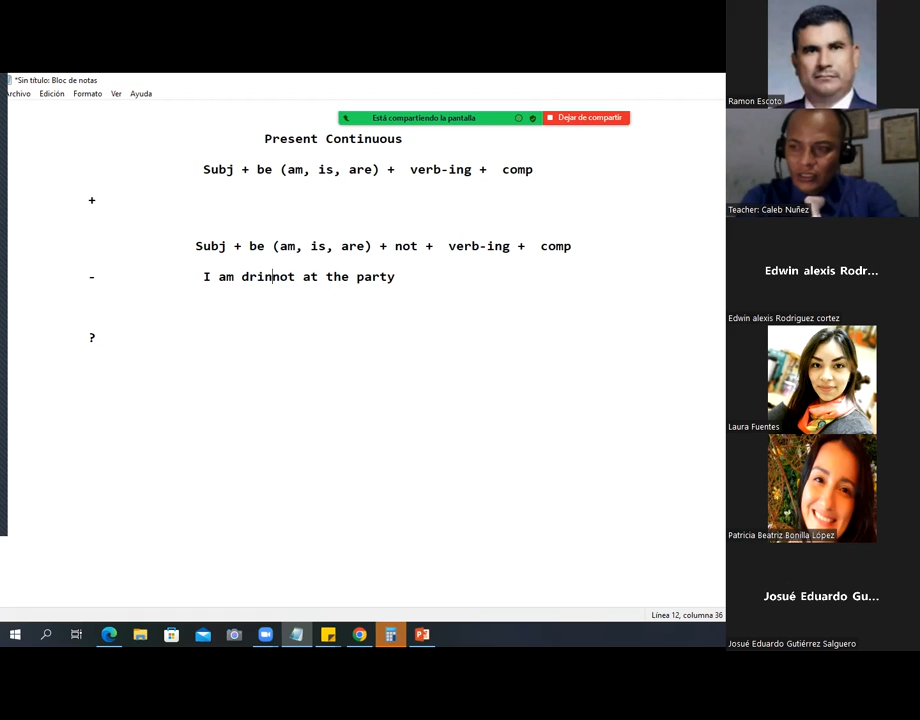 *Sin título: Bloc de notas
Archivo Edición Formato Ver Ayuda
Está compartiendo la pantalla
Dejar de compartir
Present Continuous
Subj + be (am, is, are) + verb-ing + comp
+
Subj + be (am, is, are) + not + verb-ing + comp
- I am drinnot at the party
?
Línea 12, columna 36
Ramon Escoto
Teacher: Caleb Nuñez
Edwin alexis Rodr...
Edwin alexis Rodriguez cortez
Laura Fuentes
Patricia Beatriz Bonilla López
Josué Eduardo Gu...
Josué Eduardo Gutiérrez Salguero